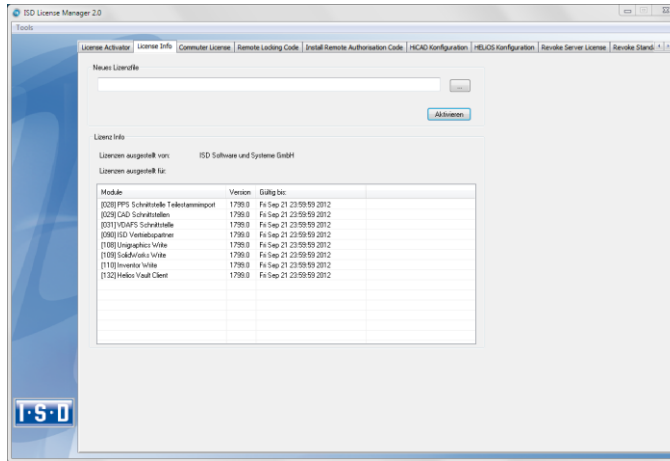 ISD License Manager 2.0
Tools
License Activator License Info Commuter License Remote Locking Code Install Remote Authorisation Code HiCAD Konfiguration HELiOS Konfiguration Revoke Server License Revoke Stand
Neues Lizenzfile
...
Aktivieren
Lizenz Info
Lizenzen ausgestellt von: ISD Software und Systeme GmbH
Lizenzen ausgestellt für:
Module Version Gültig bis:
[028] PPS Schnittstelle Teilestammimport 1799.0 Fri Sep 21 23:59:59 2012
[029] CAD Schnittstellen 1799.0 Fri Sep 21 23:59:59 2012
[031] VDAFS Schnittstelle 1799.0 Fri Sep 21 23:59:59 2012
[090] ISD Vertriebspartner 1799.0 Fri Sep 21 23:59:59 2012
[108] Unigraphics Write 1799.0 Fri Sep 21 23:59:59 2012
[109] SolidWorks Write 1799.0 Fri Sep 21 23:59:59 2012
[110] Inventor Write 1799.0 Fri Sep 21 23:59:59 2012
[132] Helios Vault Client 1799.0 Fri Sep 21 23:59:59 2012
I·S·D